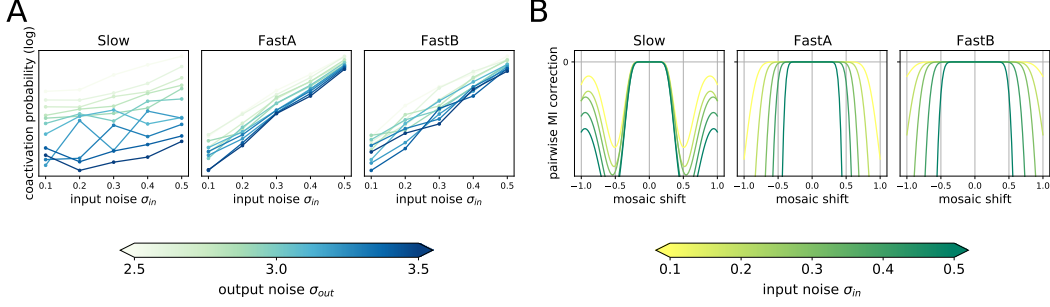 A
B
Slow
FastA
FastB
Slow
FastA
FastB
coactivation probability (log)
pairwise MI correction
0
0.1 0.2 0.3 0.4 0.5
0.1 0.2 0.3 0.4 0.5
0.1 0.2 0.3 0.4 0.5
−1.0 −0.5 0.0 0.5 1.0
−1.0 −0.5 0.0 0.5 1.0
−1.0 −0.5 0.0 0.5 1.0
input noise σin
input noise σin
input noise σin
mosaic shift
mosaic shift
mosaic shift
2.5 3.0 3.5
output noise σout
0.1 0.2 0.3 0.4 0.5
input noise σin